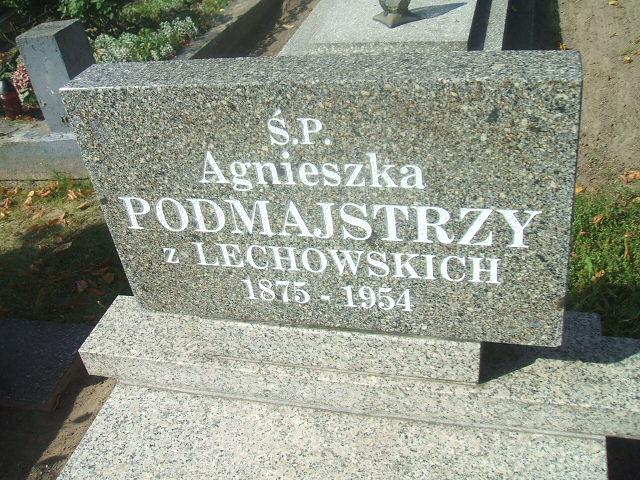 Ś.P.
Agnieszka
PODMAJSTRZY
z LECHOWSKICH
1875 - 1954